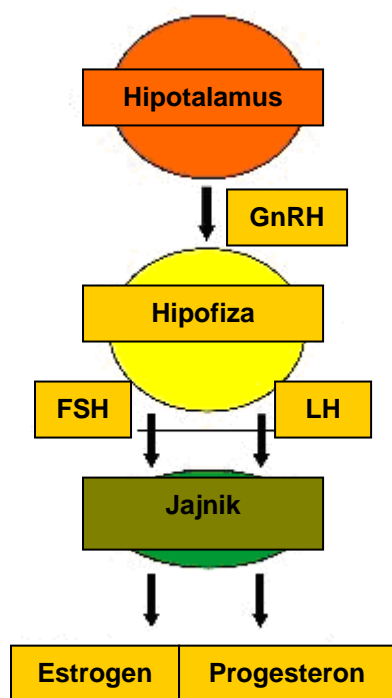 Hipotalamus
GnRH
Hipofiza
FSH LH
Jajnik
Estrogen Progesteron